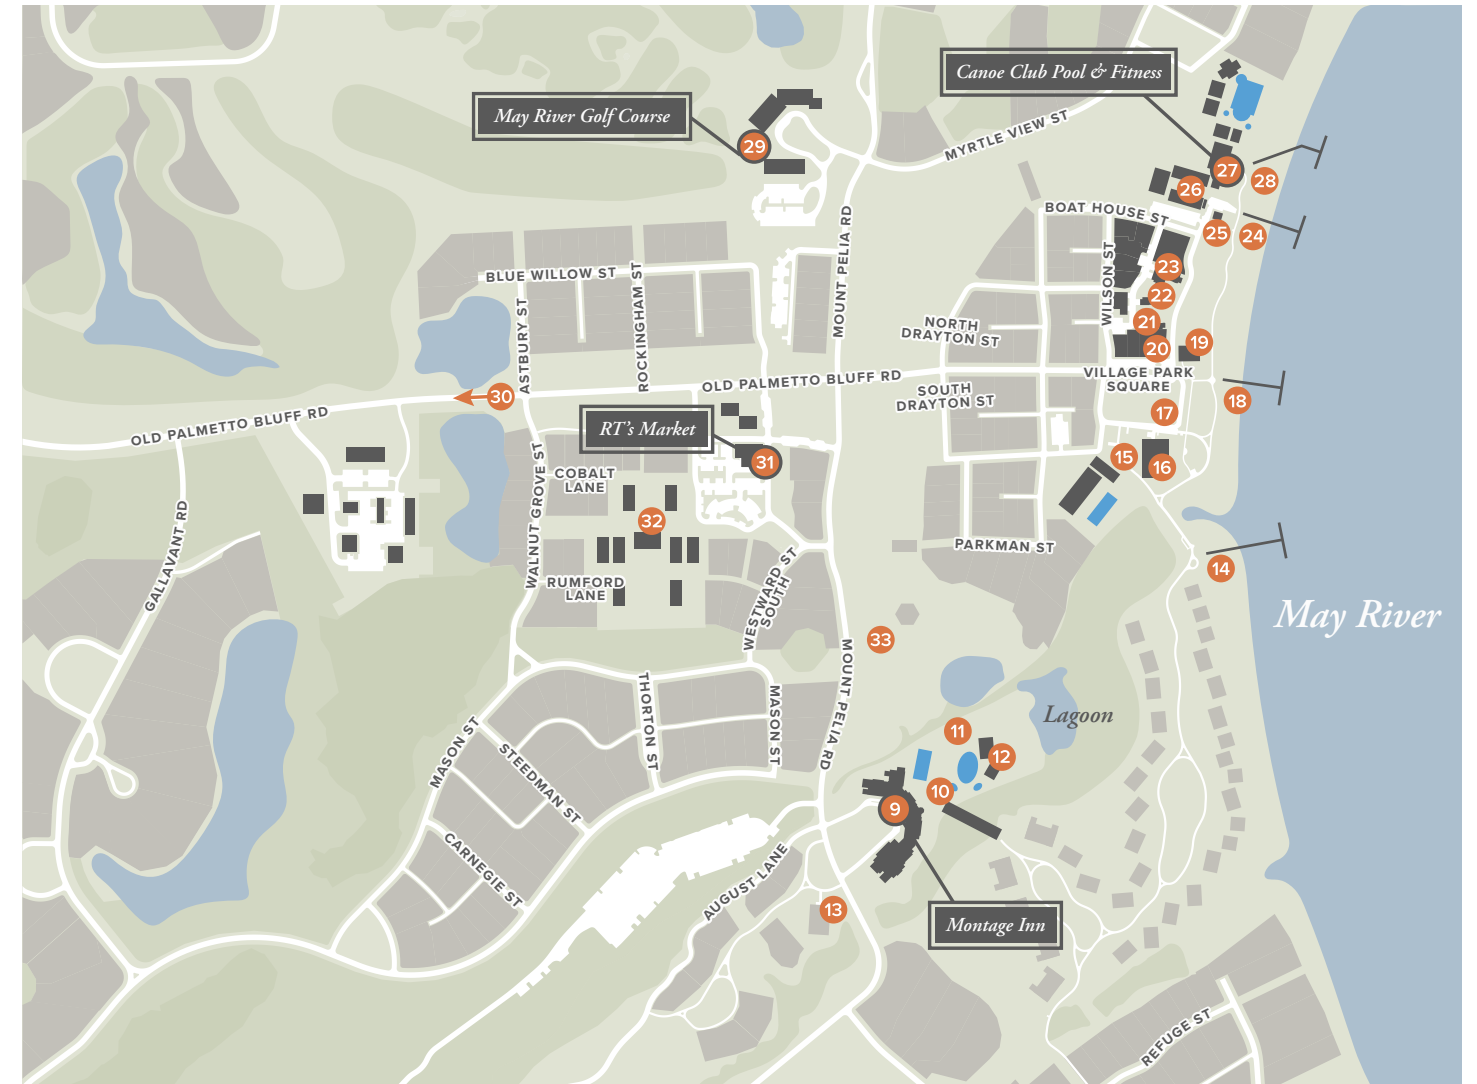 Canoe Club Pool & Fitness
May River Golf Course
29
MYRTLE VIEW ST
27
28
26
BOAT HOUSE ST
25
24
MOUNT PELIA RD
WILSON ST
23
BLUE WILLOW ST
ROCKINGHAM ST
ASTBURY ST
22
21
20
19
NORTH
DRAYTON ST
VILLAGE PARK
SQUARE
OLD PALMETTO BLUFF RD
SOUTH
DRAYTON ST
30
18
17
OLD PALMETTO BLUFF RD
RT's Market
31
15
16
COBALT
LANE
WALNUT GROVE ST
32
GALLAVANT RD
PARKMAN ST
14
RUMFORD
LANE
WESTWARD ST
SOUTH
May River
33
MOUNT PELIA RD
THORTON ST
MASON ST
MASON ST
STEEDMAN ST
Lagoon
11
12
10
9
CARNEGIE ST
AUGUST LANE
13
Montage Inn
REFUGE ST